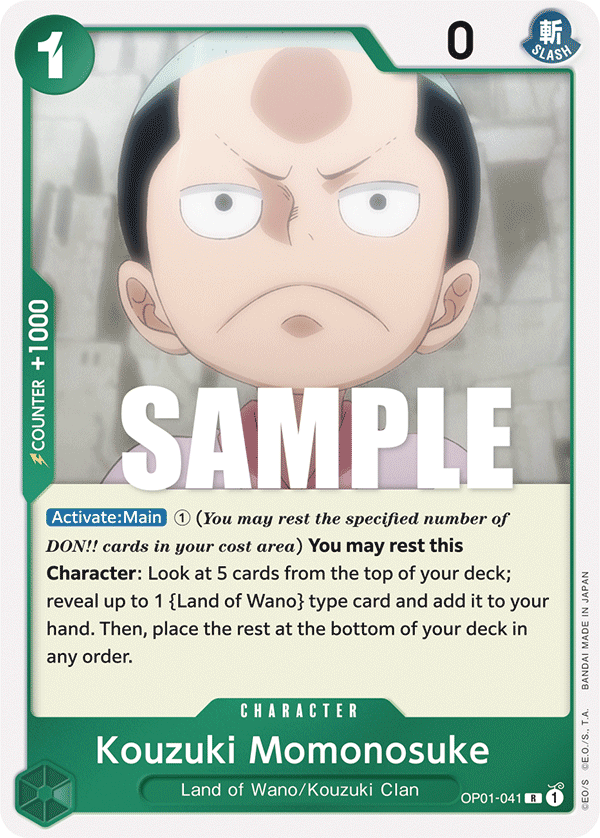 1
0
斬
SLASH
COUNTER +1000
SAMPLE
Activate:Main ① (You may rest the specified number of
DON!! cards in your cost area) You may rest this
Character: Look at 5 cards from the top of your deck;
reveal up to 1 {Land of Wano} type card and add it to your
hand. Then, place the rest at the bottom of your deck in
any order.
CHARACTER
Kouzuki Momonosuke
Land of Wano/Kouzuki Clan
OP01-041 R 1
©E.O/S ©E.O./S., T.A. BANDAI MADE IN JAPAN